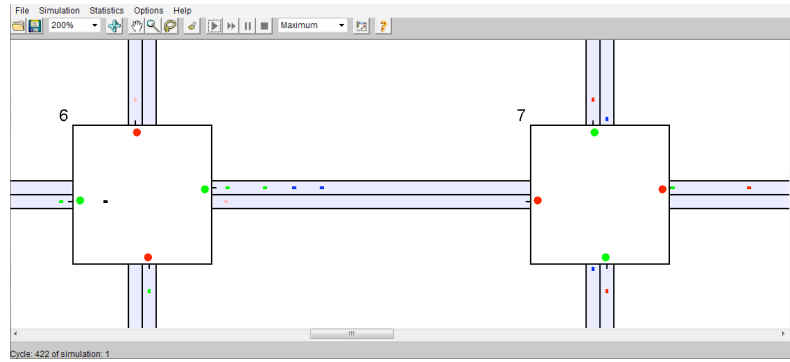 File Simulation Statistics Options Help
200% Maximum
6
7
Cycle: 422 of simulation: 1